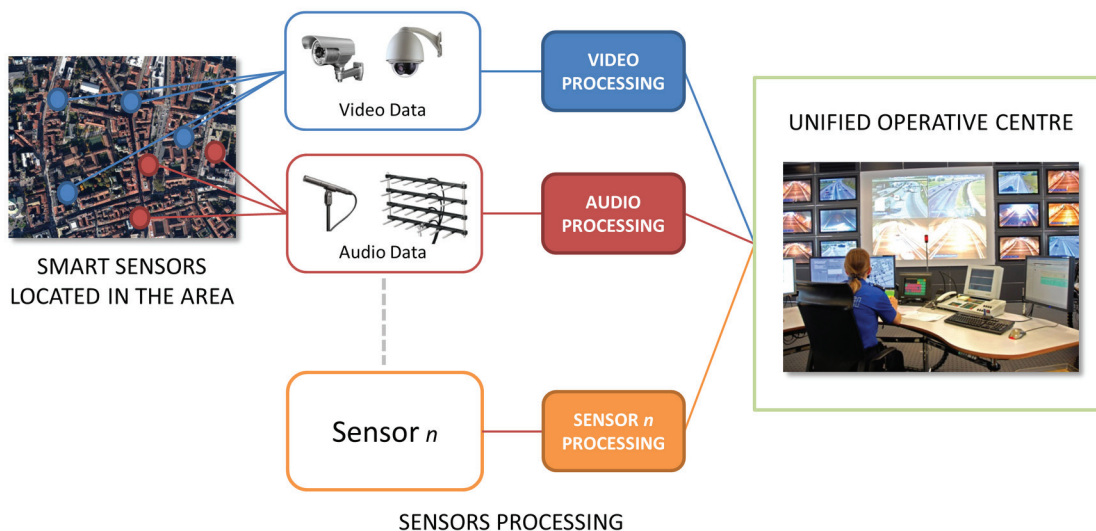 SMART SENSORS
LOCATED IN THE AREA
Video Data
VIDEO
PROCESSING
Audio Data
AUDIO
PROCESSING
Sensor n
SENSOR n
PROCESSING
SENSORS PROCESSING
UNIFIED OPERATIVE CENTRE